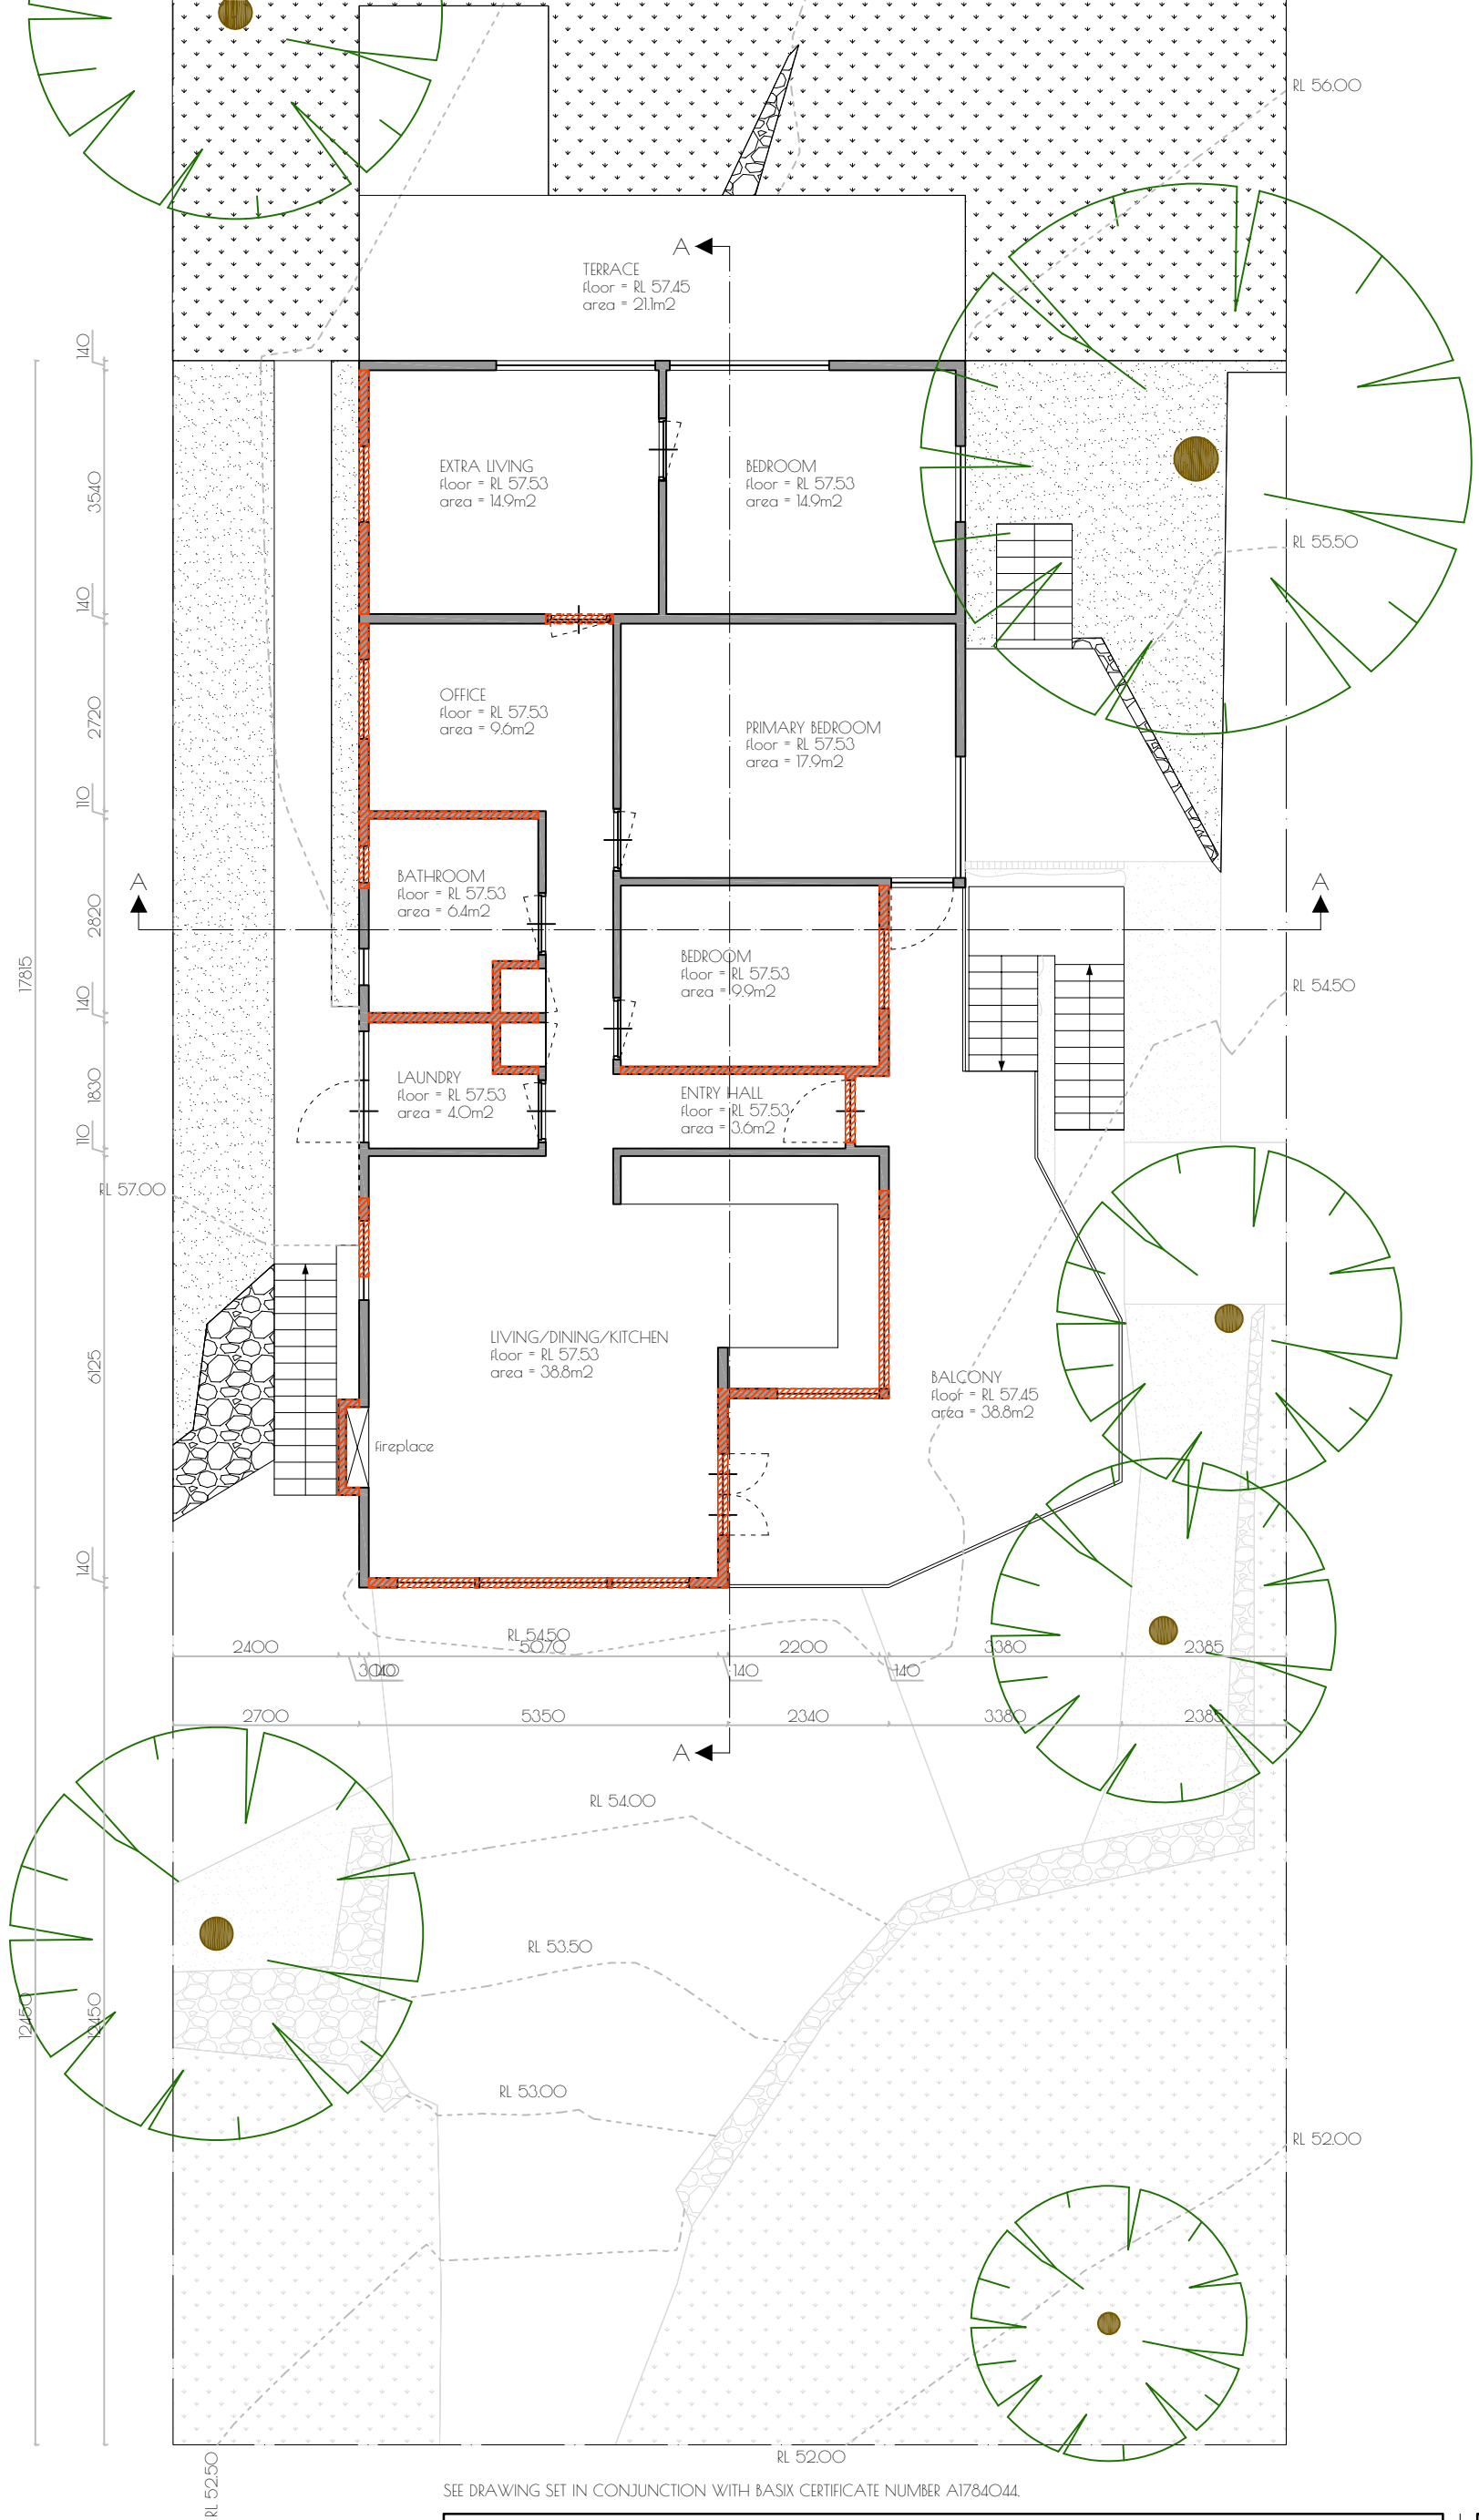 RL 56.00
A
TERRACE
floor = RL 57.45
area = 21.1m2
140
EXTRA LIVING
floor = RL 57.53
area = 14.9m2
BEDROOM
floor = RL 57.53
area = 14.9m2
3540
RL 55.50
140
OFFICE
floor = RL 57.53
area = 9.6m2
2720
PRIMARY BEDROOM
floor = RL 57.53
area = 17.9m2
110
A
A
BATHROOM
floor = RL 57.53
area = 6.4m2
2820
17815
BEDROOM
floor = RL 57.53
area = 9.9m2
RL 54.50
140
LAUNDRY
floor = RL 57.53
area = 4.0m2
1830
ENTRY HALL
floor = RL 57.53
area = 3.6m2
110
RL 57.00
LIVING/DINING/KITCHEN
floor = RL 57.53
area = 38.8m2
6125
BALCONY
floor = RL 57.45
area = 38.8m2
fireplace
140
RL 54.50
2400
5070
2200
3380
2385
300
140
140
140
2700
5350
2340
3380
2385
A
RL 54.00
RL 53.50
12450
12450
RL 53.00
RL 52.00
RL 52.00
RL 52.50
SEE DRAWING SET IN CONJUNCTION WITH BASIX CERTIFICATE NUMBER A1784044.